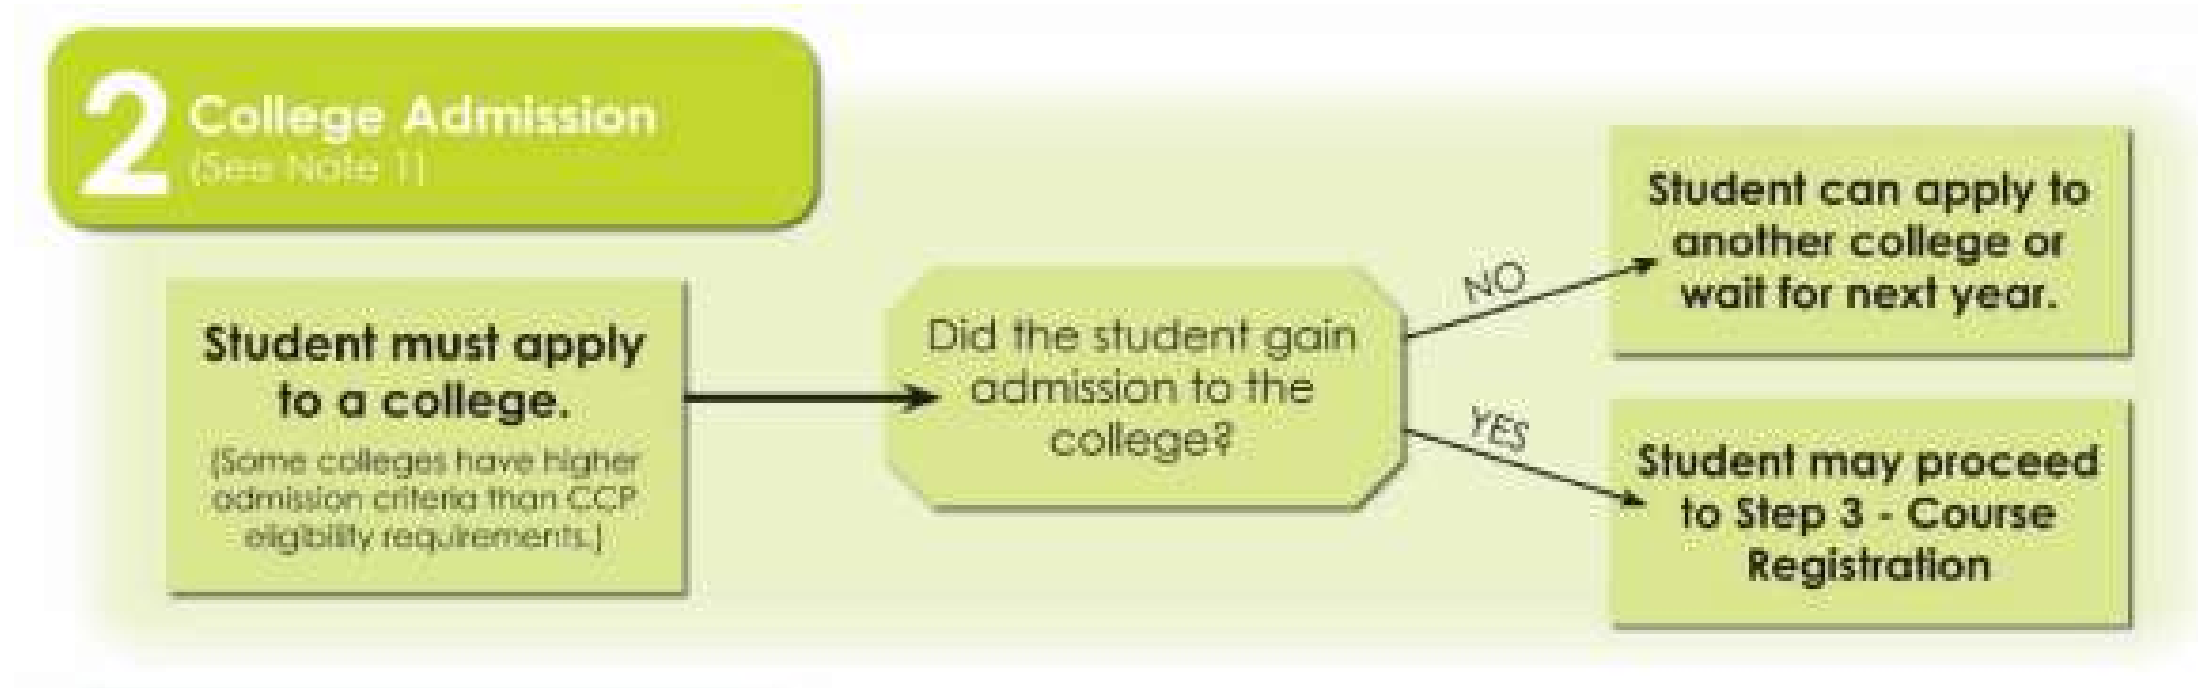 2 College Admission
(See Note 1)
Student must apply
to a college.
(Some colleges have higher
admission criteria than CCP
eligibility requirements.)
Did the student gain
admission to the
college?
NO
Student can apply to
another college or
wait for next year.
YES
Student may proceed
to Step 3 - Course
Registration